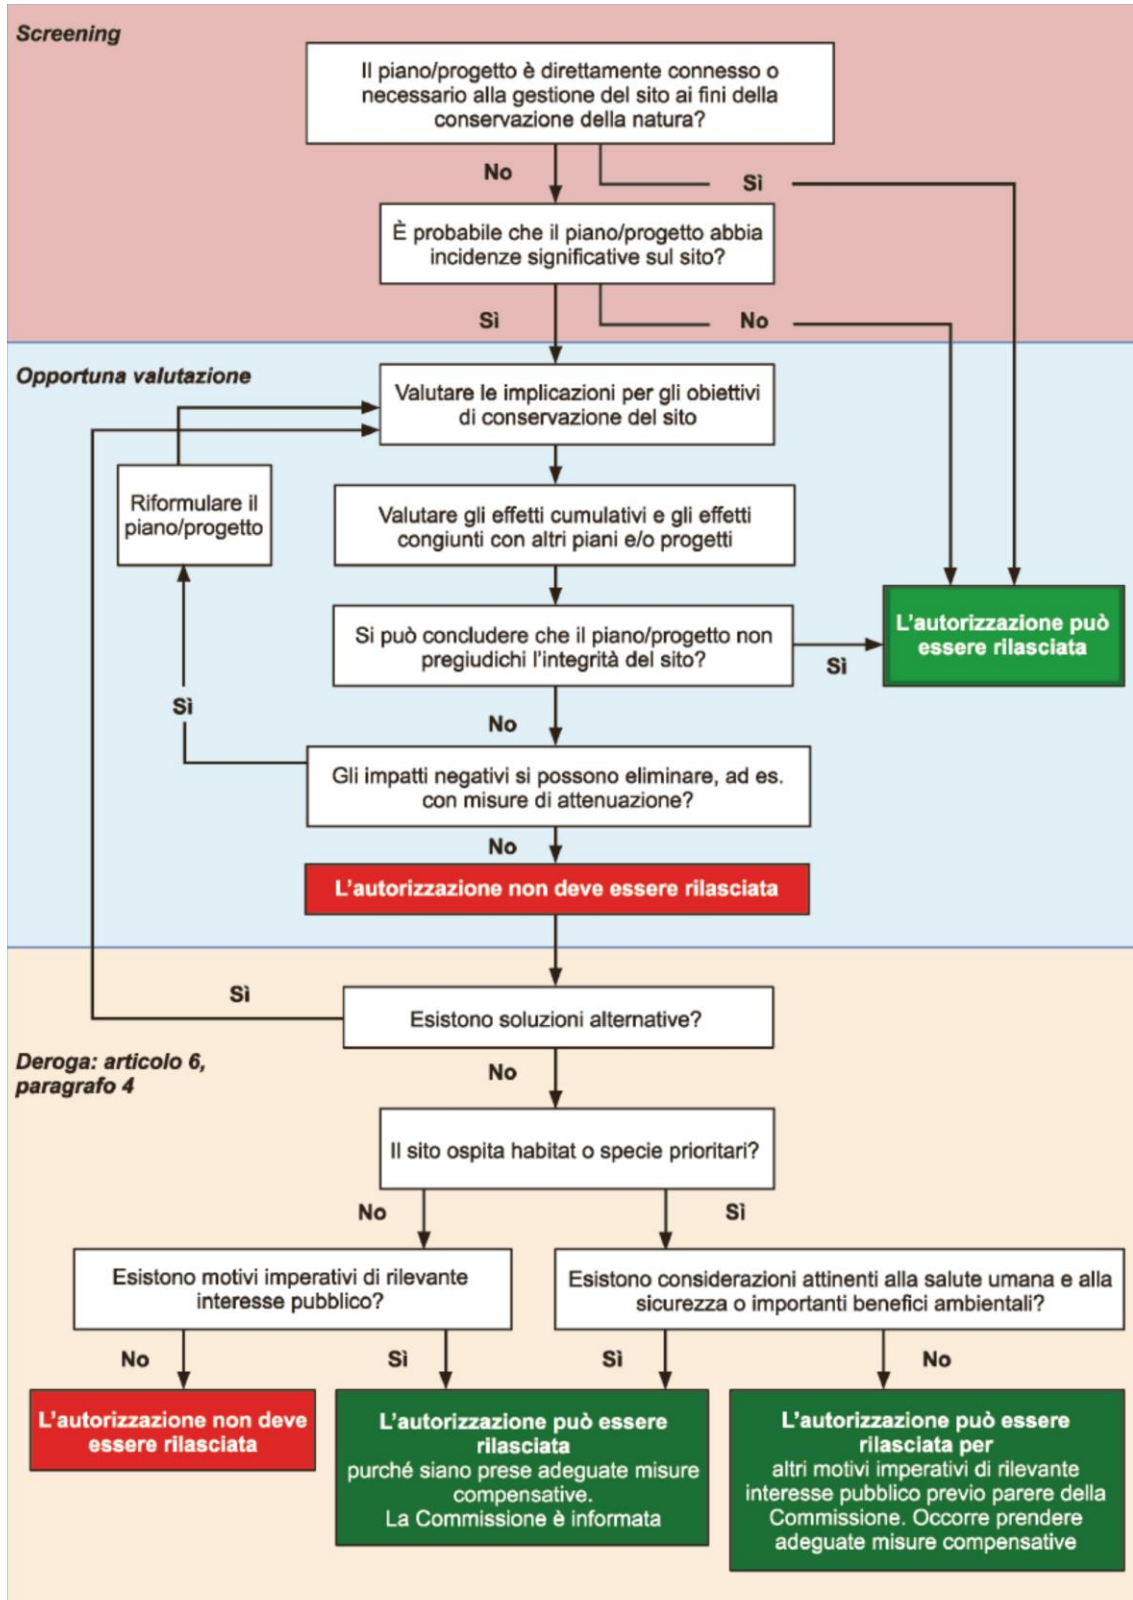 Screening
Il piano/progetto è direttamente connesso o
necessario alla gestione del sito ai fini della
conservazione della natura?
No
Sì
È probabile che il piano/progetto abbia
incidenze significative sul sito?
Sì
No
Opportuna valutazione
Valutare le implicazioni per gli obiettivi
di conservazione del sito
Riformulare il
piano/progetto
Valutare gli effetti cumulativi e gli effetti
congiunti con altri piani e/o progetti
Si può concludere che il piano/progetto non
pregiudichi l'integrità del sito?
Sì
L'autorizzazione può
essere rilasciata
Sì
No
Gli impatti negativi si possono eliminare, ad es.
con misure di attenuazione?
No
L'autorizzazione non deve essere rilasciata
Sì
Esistono soluzioni alternative?
Deroga: articolo 6,
paragrafo 4
No
Il sito ospita habitat o specie prioritari?
No
Sì
Esistono motivi imperativi di rilevante
interesse pubblico?
Esistono considerazioni attinenti alla salute umana e alla
sicurezza o importanti benefici ambientali?
No
Sì
Sì
No
L'autorizzazione non deve
essere rilasciata
L'autorizzazione può essere
rilasciata
purché siano prese adeguate misure
compensative.
La Commissione è informata
L'autorizzazione può essere
rilasciata per
altri motivi imperativi di rilevante
interesse pubblico previo parere della
Commissione. Occorre prendere
adeguate misure compensative